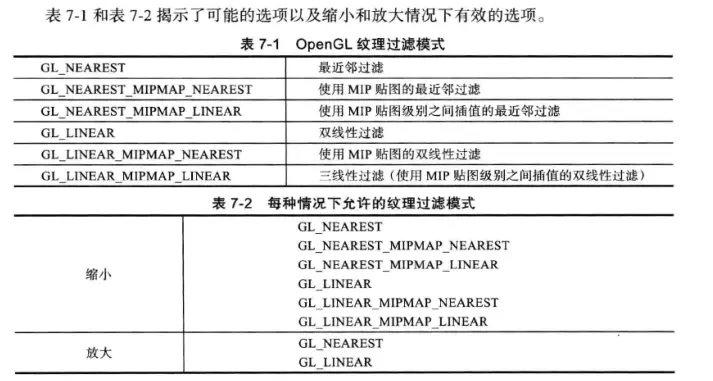 表 7-1 和表 7-2 揭示了可能的选项以及缩小和放大情况下有效的选项。
表 7-1 OpenGL 纹理过滤模式
GL_NEAREST 最近邻过滤
GL_NEAREST_MIPMAP_NEAREST 使用 MIP 贴图的最近邻过滤
GL_NEAREST_MIPMAP_LINEAR 使用 MIP 贴图级别之间插值的最近邻过滤
GL_LINEAR 双线性过滤
GL_LINEAR_MIPMAP_NEAREST 使用 MIP 贴图的双线性过滤
GL_LINEAR_MIPMAP_LINEAR 三线性过滤（使用 MIP 贴图级别之间插值的双线性过滤）
表 7-2 每种情况下允许的纹理过滤模式
缩小
GL_NEAREST
GL_NEAREST_MIPMAP_NEAREST
GL_NEAREST_MIPMAP_LINEAR
GL_LINEAR
GL_LINEAR_MIPMAP_NEAREST
GL_LINEAR_MIPMAP_LINEAR
放大
GL_NEAREST
GL_LINEAR